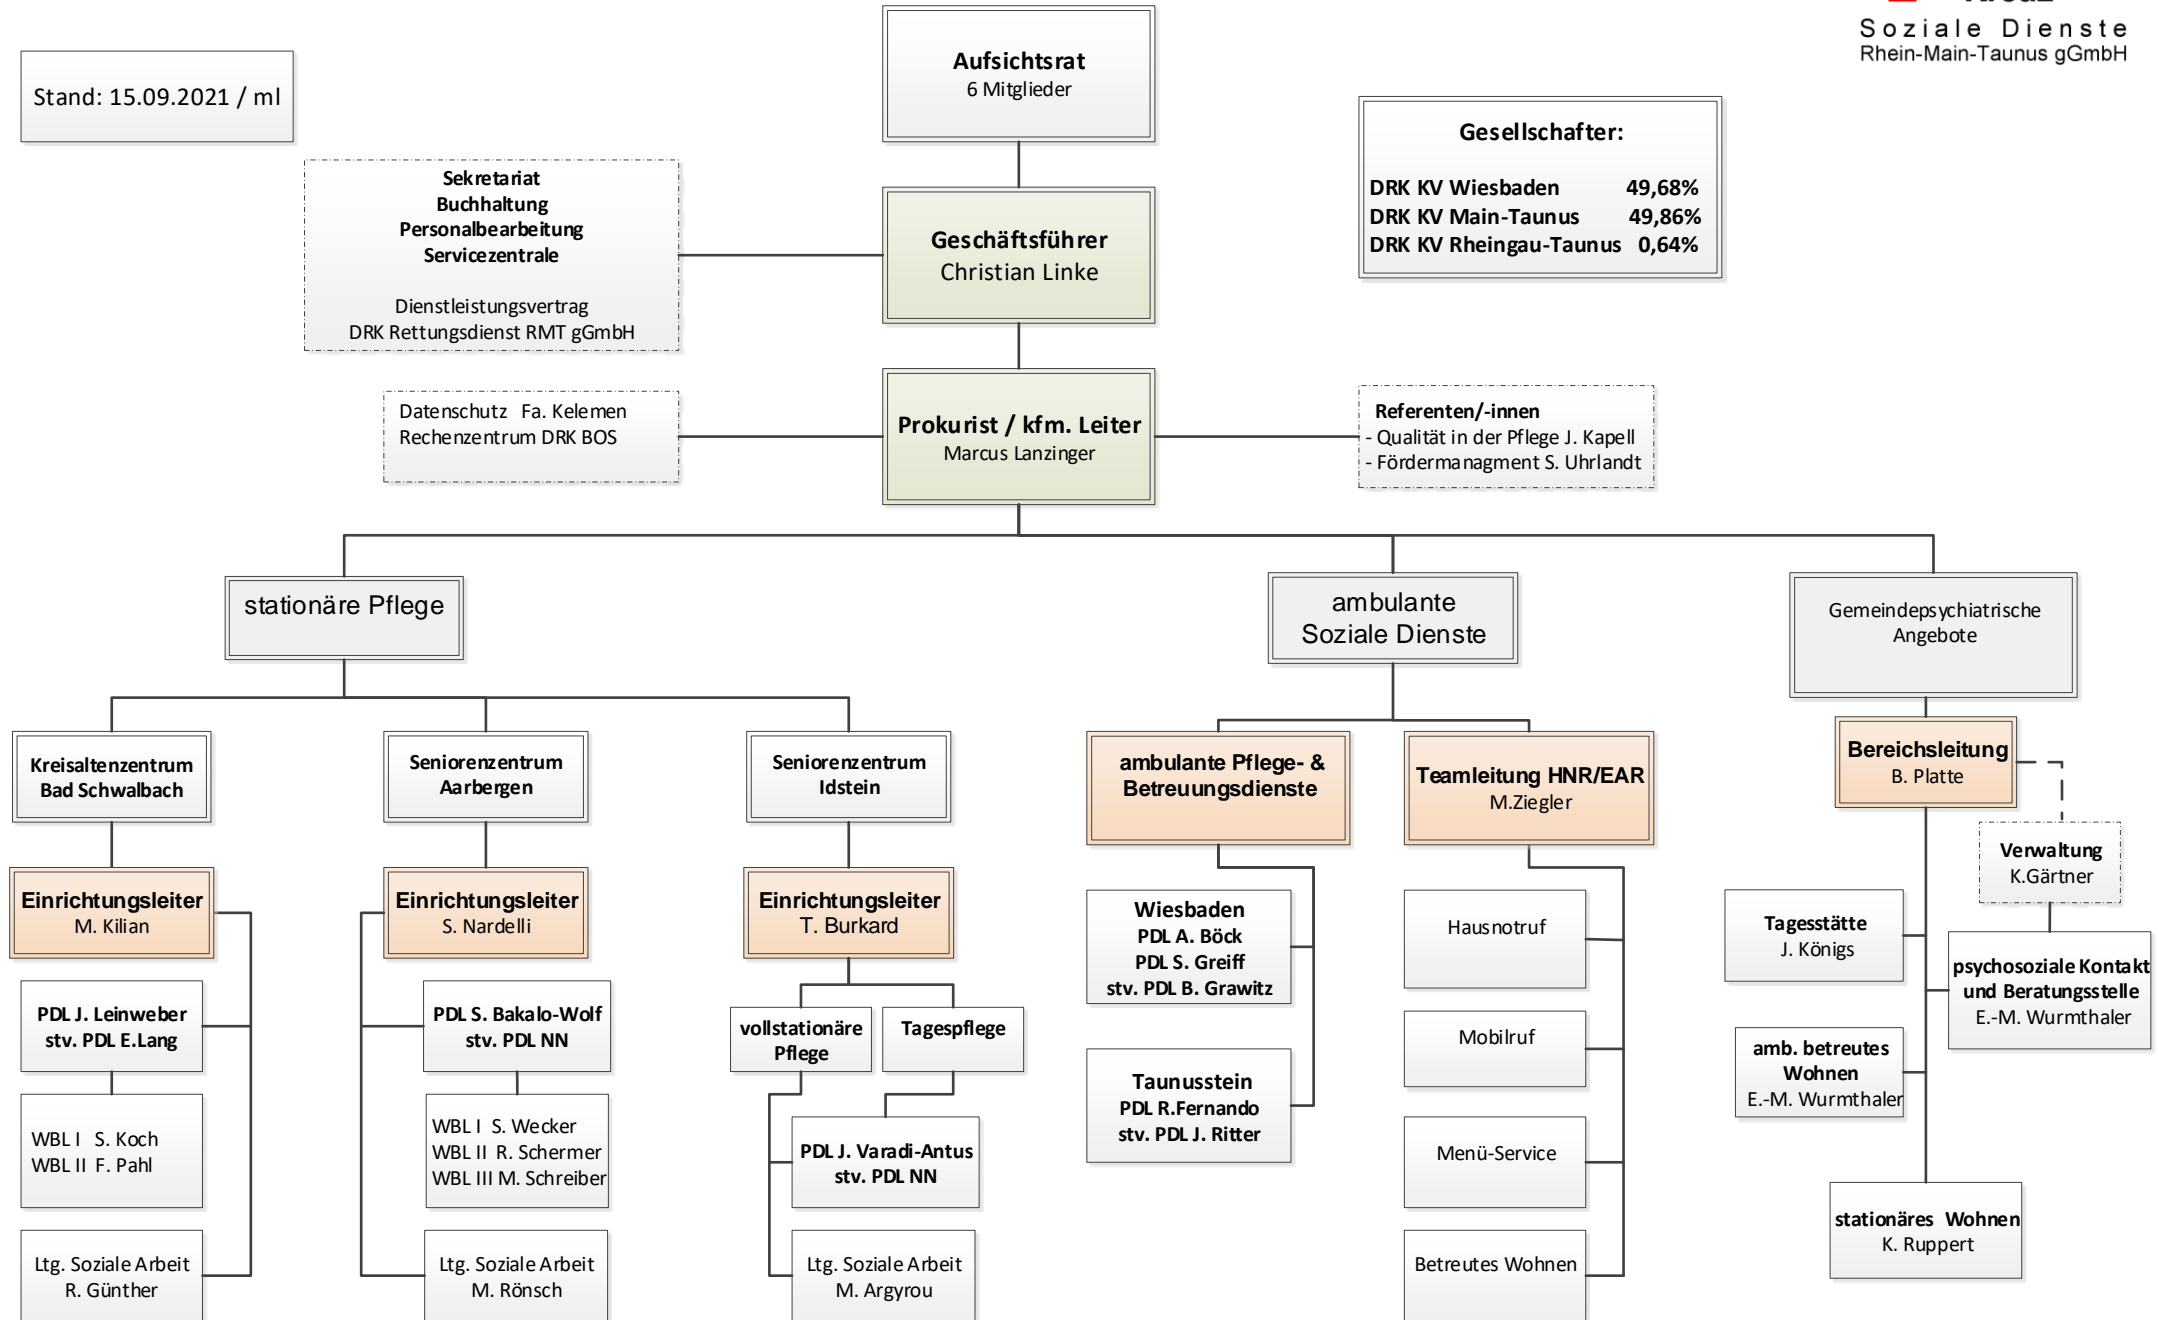 Soziale Dienste
Rhein-Main-Taunus gGmbH
Stand: 15.09.2021 / ml
Aufsichtsrat
6 Mitglieder
Gesellschafter:
DRK KV Wiesbaden 49,68%
DRK KV Main-Taunus 49,86%
DRK KV Rheingau-Taunus 0,64%
Sekretariat
Buchhaltung
Personalbearbeitung
Servicezentrale
Dienstleistungsvertrag
DRK Rettungsdienst RMT gGmbH
Geschäftsführer
Christian Linke
Datenschutz Fa. Kelemen
Rechenzentrum DRK BOS
Prokurist / kfm. Leiter
Marcus Lanzinger
Referenten/-innen
- Qualität in der Pflege J. Kapell
- Fördermanagment S. Uhrlandt
stationäre Pflege
ambulante
Soziale Dienste
Gemeindepsychiatrische
Angebote
Kreisaltenzentrum
Bad Schwalbach
Seniorenzentrum
Aarbergen
Seniorenzentrum
Idstein
ambulante Pflege- &
Betreuungsdienste
Teamleitung HNR/EAR
M.Ziegler
Bereichsleitung
B. Platte
Verwaltung
K.Gärtner
Einrichtungsleiter
M. Kilian
Einrichtungsleiter
S. Nardelli
Einrichtungsleiter
T. Burkard
Wiesbaden
PDL A. Böck
PDL S. Greiff
stv. PDL B. Grawitz
Hausnotruf
Tagesstätte
J. Königs
psychosoziale Kontakt
und Beratungsstelle
E.-M. Wurmthaler
PDL J. Leinweber
stv. PDL E.Lang
PDL S. Bakalo-Wolf
stv. PDL NN
vollstationäre
Pflege
Tagespflege
Mobilruf
amb. betreutes
Wohnen
E.-M. Wurmthaler
Taunusstein
PDL R.Fernando
stv. PDL J. Ritter
WBL I S. Koch
WBL II F. Pahl
WBL I S. Wecker
WBL II R. Schermer
WBL III M. Schreiber
PDL J. Varadi-Antus
stv. PDL NN
Menü-Service
stationäres Wohnen
K. Ruppert
Ltg. Soziale Arbeit
R. Günther
Ltg. Soziale Arbeit
M. Rönsch
Ltg. Soziale Arbeit
M. Argyrou
Betreutes Wohnen